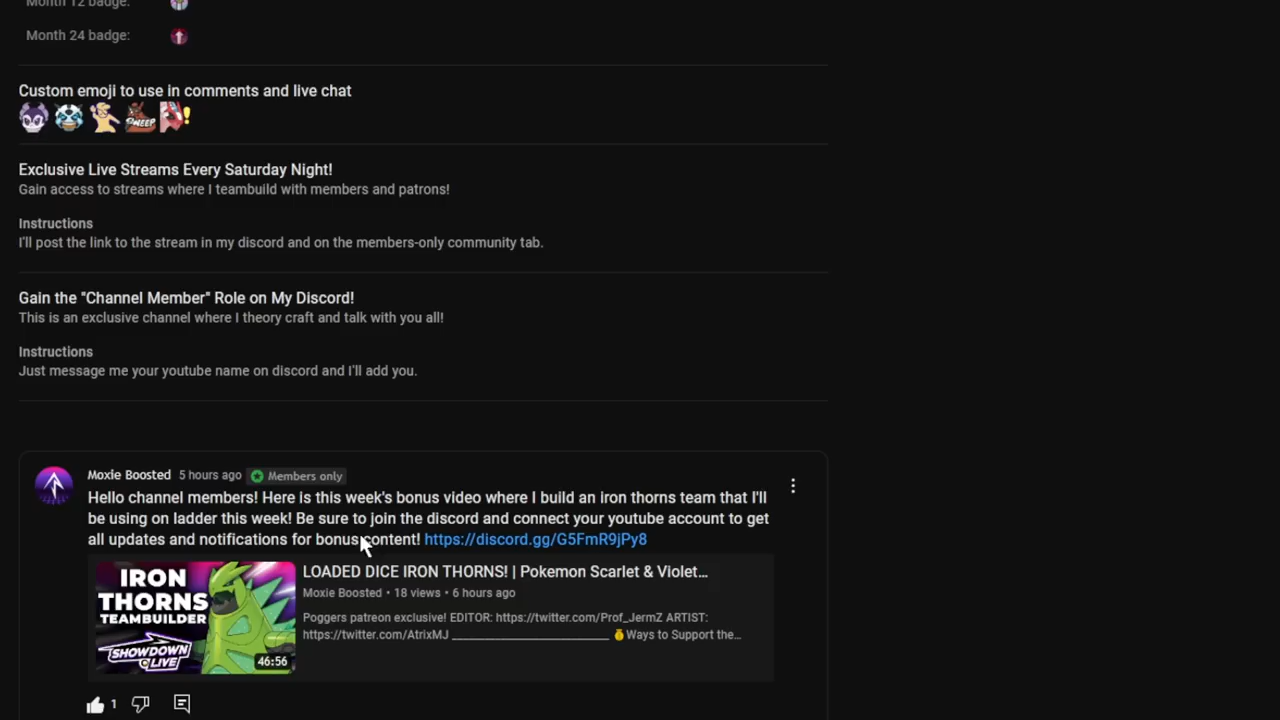 Month 12 badge:
Month 24 badge:
Custom emoji to use in comments and live chat
SWEEP
Exclusive Live Streams Every Saturday Night!
Gain access to streams where I teambuild with members and patrons!
Instructions
I'll post the link to the stream in my discord and on the members-only community tab.
Gain the "Channel Member" Role on My Discord!
This is an exclusive channel where I theory craft and talk with you all!
Instructions
Just message me your youtube name on discord and I'll add you.
Moxie Boosted 5 hours ago Members only
Hello channel members! Here is this week's bonus video where I build an iron thorns team that I'll
be using on ladder this week! Be sure to join the discord and connect your youtube account to get
all updates and notifications for bonus content! https://discord.gg/G5FmR9jPy8
IRON
THORNS
TEAMBUILDER
SHOWDOWN
LIVE
46:56
LOADED DICE IRON THORNS! | Pokemon Scarlet & Violet...
Moxie Boosted • 18 views • 6 hours ago
Poggers patreon exclusive! EDITOR: https://twitter.com/Prof_JermZ ARTIST:
https://twitter.com/AtrixMJ ______________________________ 💰Ways to Support the...
1